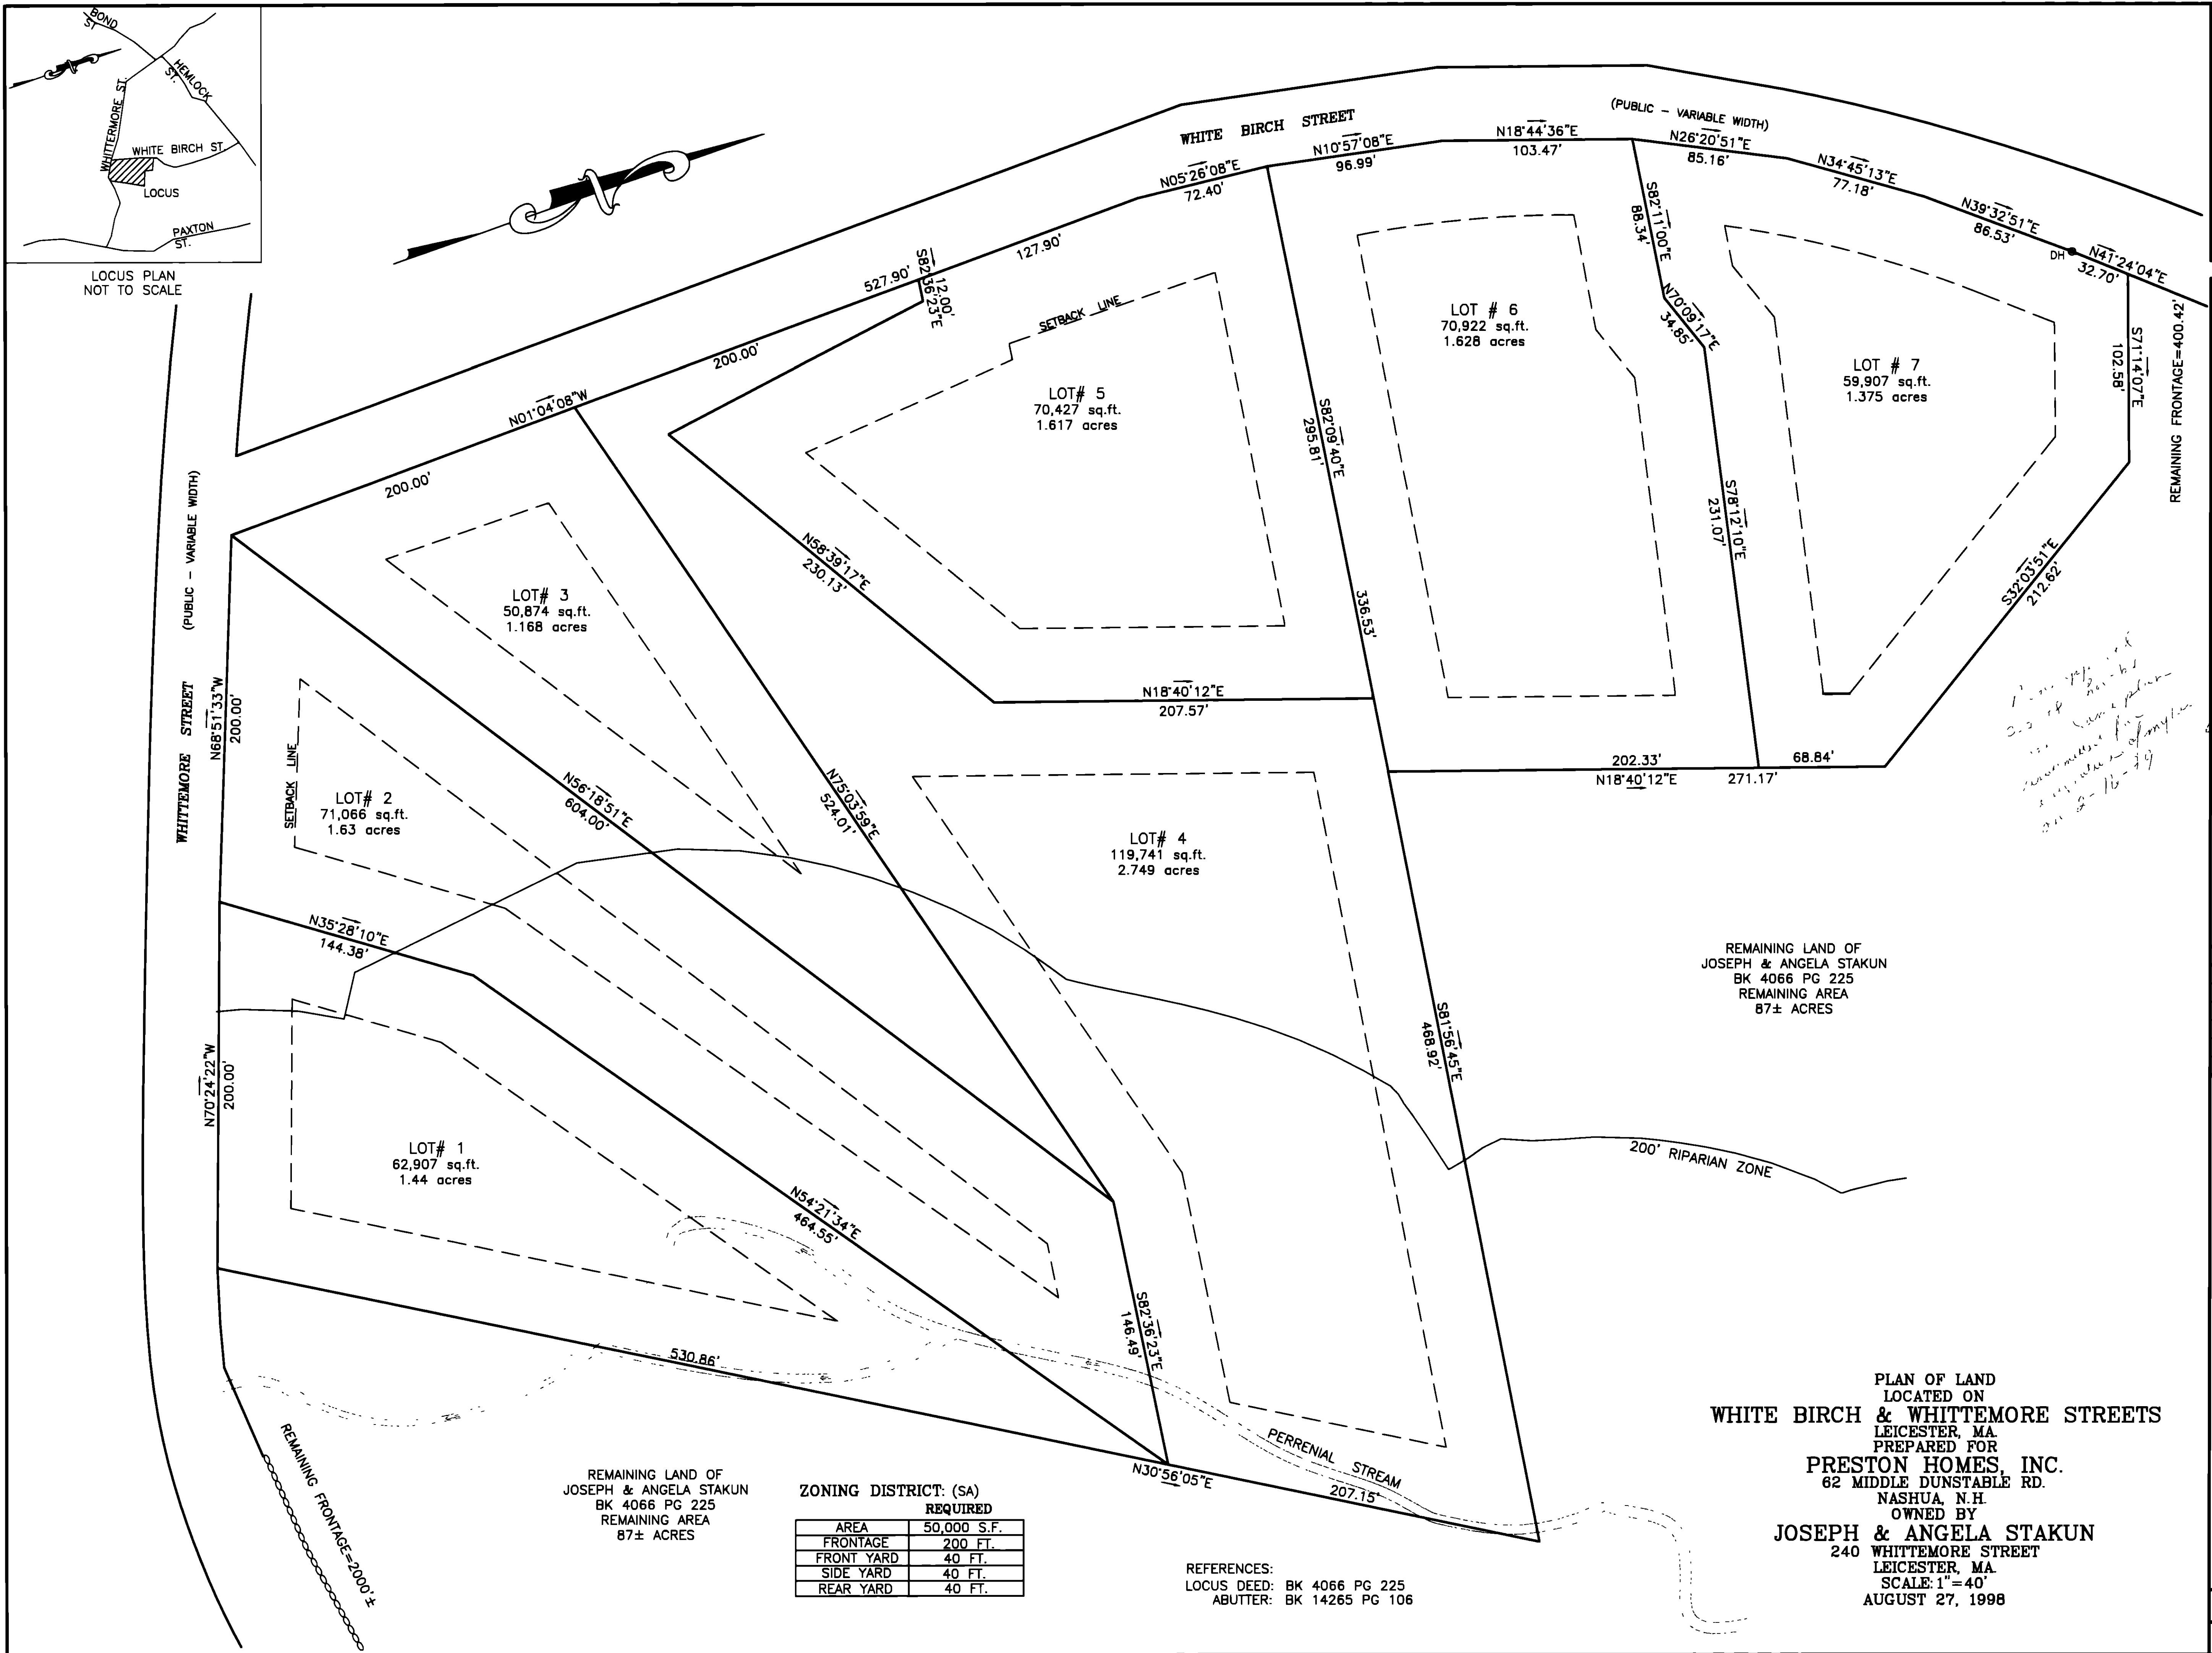 BOND
ST
HEMLOCK
ST.
WHITTERMORE ST.
WHITE BIRCH ST.
LOCUS
PAXTON
ST.
LOCUS PLAN
NOT TO SCALE
N
WHITE BIRCH STREET
(PUBLIC - VARIABLE WIDTH)
N01°04'08"W
527.90'
200.00'
200.00'
127.90'
S82°36'23"E
12.00'
N05°26'08"E
72.40'
N10°57'08"E
96.99'
N18°44'36"E
103.47'
N26°20'51"E
85.16'
N34°45'13"E
77.18'
N39°32'51"E
86.53'
DH
N41°24'04"E
32.70'
REMAINING FRONTAGE=400.42'
S71°14'07"E
102.58'
S32°03'51"E
212.62'
S82°11'00"E
88.34'
N70°09'17"E
34.85'
S78°12'10"E
231.07'
LOT # 6
70,922 sq.ft.
1.628 acres
LOT # 7
59,907 sq.ft.
1.375 acres
SETBACK LINE
LOT# 5
70,427 sq.ft.
1.617 acres
S82°09'40"E
295.81'
336.53'
N58°39'17"E
230.13'
N18°40'12"E
207.57'
202.33'
68.84'
N18°40'12"E
271.17'
2-16-99
WHITTEMORE STREET
(PUBLIC - VARIABLE WIDTH)
N68°51'33"W
200.00'
N70°24'22"W
200.00'
LOT# 3
50,874 sq.ft.
1.168 acres
SETBACK LINE
LOT# 2
71,066 sq.ft.
1.63 acres
N56°18'51"E
604.00'
N75°03'59"E
524.01'
LOT# 4
119,741 sq.ft.
2.749 acres
N35°28'10"E
144.38'
LOT# 1
62,907 sq.ft.
1.44 acres
N54°21'34"E
464.55'
S82°36'23"E
146.49'
S81°56'45"E
468.92'
200' RIPARIAN ZONE
REMAINING LAND OF
JOSEPH & ANGELA STAKUN
BK 4066 PG 225
REMAINING AREA
87± ACRES
530.86'
N30°56'05"E
207.15'
PERRENIAL STREAM
REMAINING FRONTAGE=2000'±
REMAINING LAND OF
JOSEPH & ANGELA STAKUN
BK 4066 PG 225
REMAINING AREA
87± ACRES
ZONING DISTRICT: (SA)
REQUIRED
AREA 50,000 S.F.
FRONTAGE 200 FT.
FRONT YARD 40 FT.
SIDE YARD 40 FT.
REAR YARD 40 FT.
REFERENCES:
LOCUS DEED: BK 4066 PG 225
ABUTTER: BK 14265 PG 106
PLAN OF LAND
LOCATED ON
WHITE BIRCH & WHITTEMORE STREETS
LEICESTER, MA.
PREPARED FOR
PRESTON HOMES, INC.
62 MIDDLE DUNSTABLE RD.
NASHUA, N.H.
OWNED BY
JOSEPH & ANGELA STAKUN
240 WHITTEMORE STREET
LEICESTER, MA.
SCALE: 1"=40'
AUGUST 27, 1998